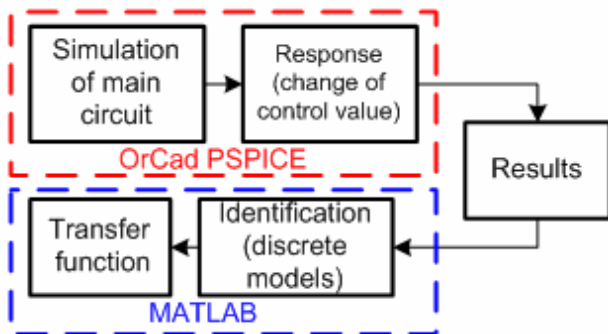 Simulation
of main
circuit
Response
(change of
control value)
OrCad PSPICE
Results
Identification
(discrete
models)
Transfer
function
MATLAB